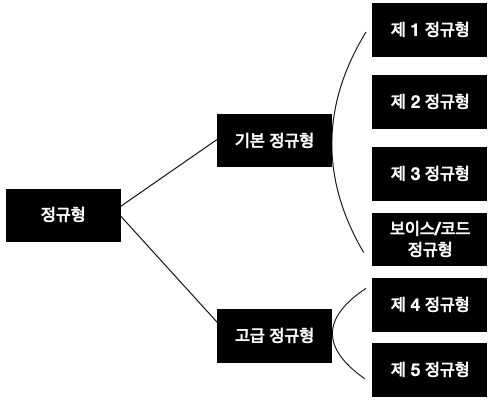 정규형
기본 정규형
제 1 정규형
제 2 정규형
제 3 정규형
보이스/코드
정규형
고급 정규형
제 4 정규형
제 5 정규형